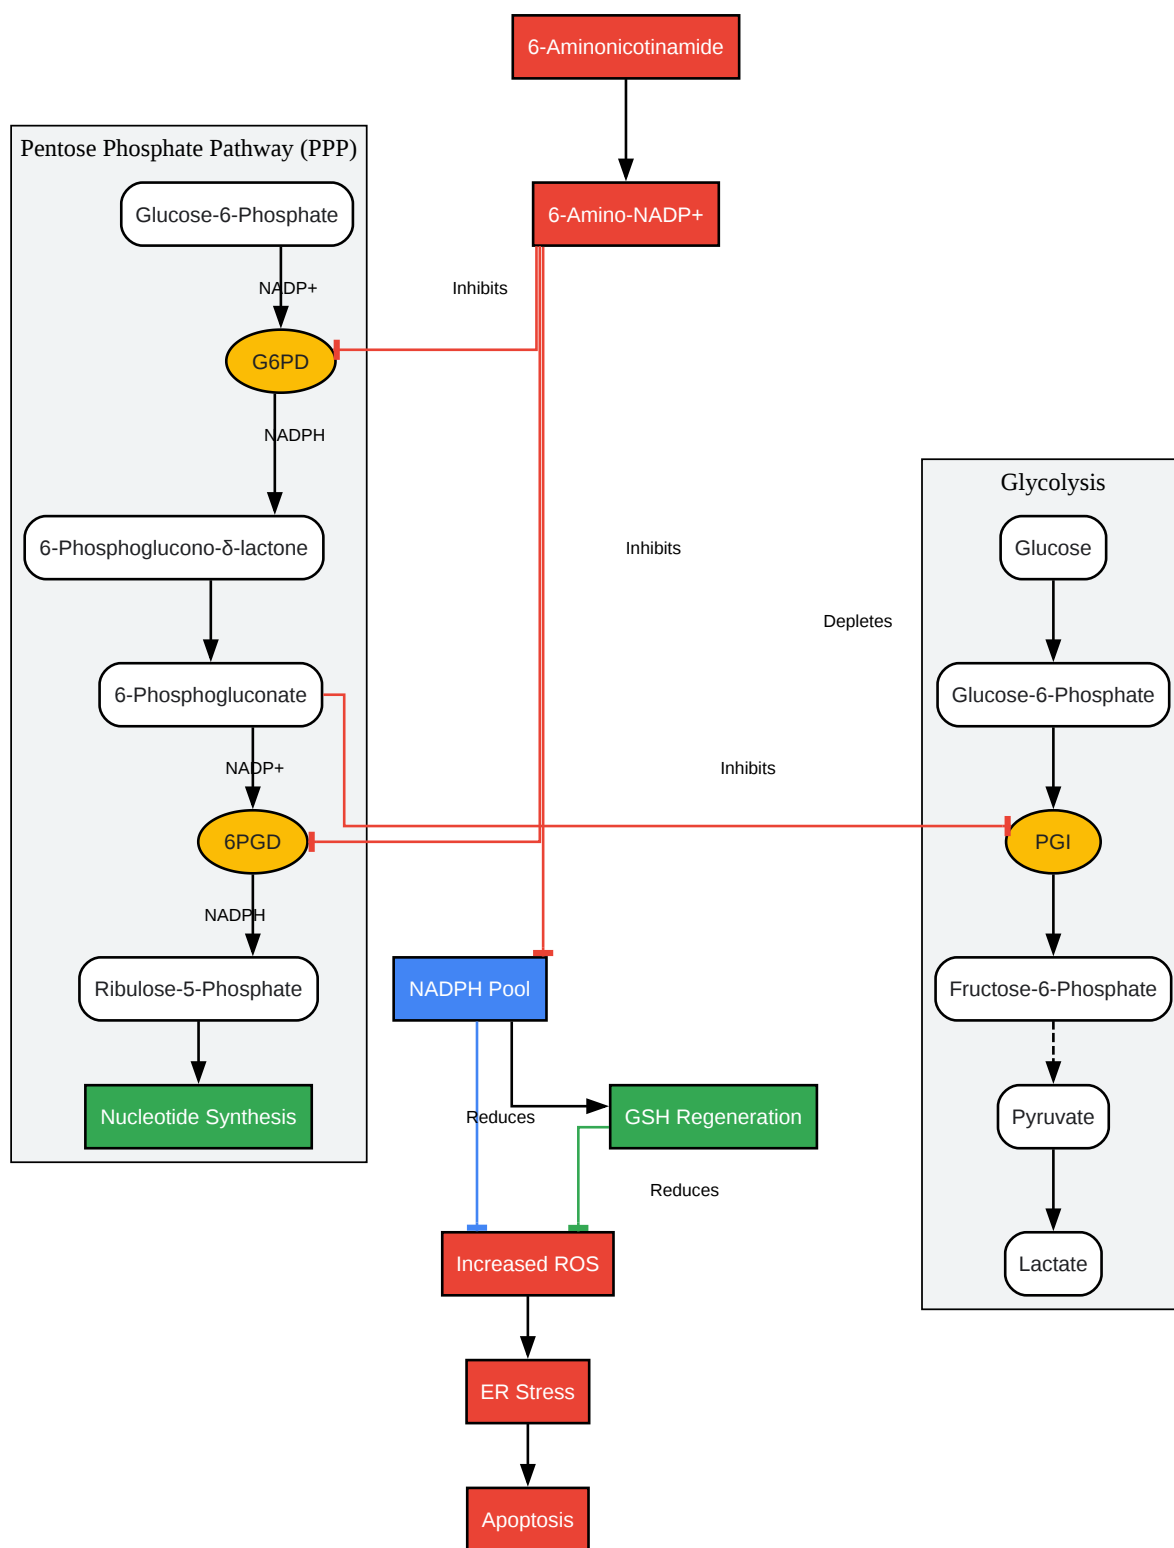 6-Aminonicotinamide
Pentose Phosphate Pathway (PPP)
Glucose-6-Phosphate
6-Amino-NADP+
NADP+
Inhibits
G6PD
NADPH
Glycolysis
6-Phosphoglucono-δ-lactone
Inhibits
Glucose
Depletes
6-Phosphogluconate
Glucose-6-Phosphate
NADP+
Inhibits
6PGD
PGI
NADPH
Ribulose-5-Phosphate
NADPH Pool
Fructose-6-Phosphate
Nucleotide Synthesis
Reduces
GSH Regeneration
Pyruvate
Reduces
Increased ROS
Lactate
ER Stress
Apoptosis